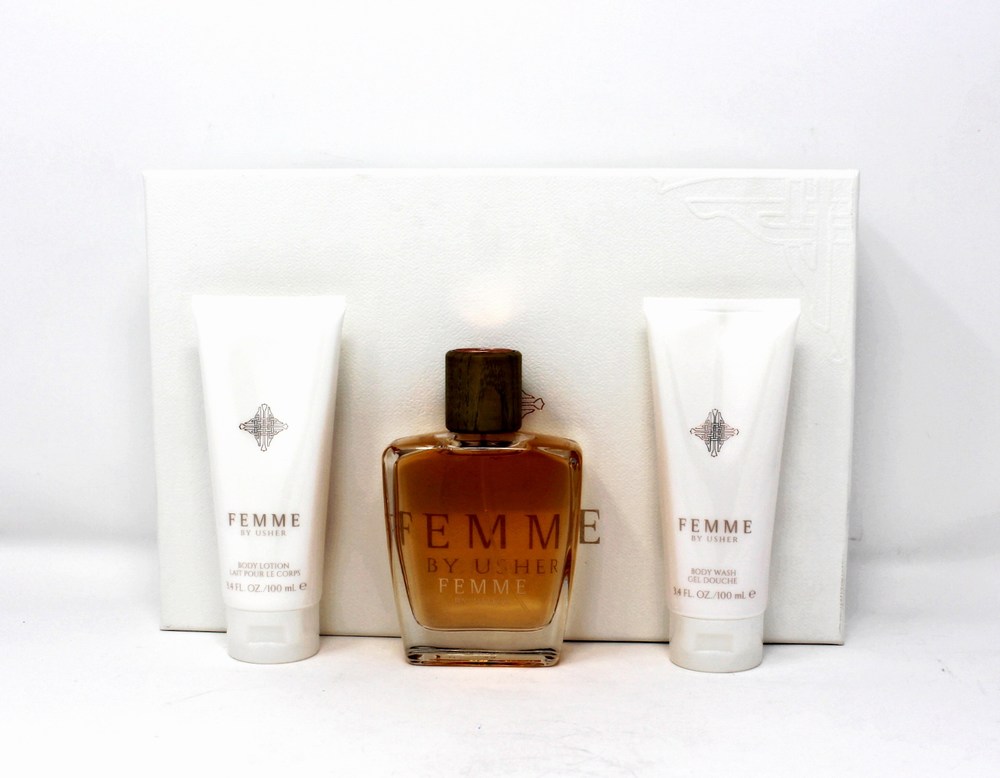 FEMME
BY USHER
BODY LOTION
LAIT POUR LE CORPS
3.4 FL. OZ./100 mL e
FEMME
BY USHER
FEMME
FEMME
BY USHER
BODY WASH
GEL DOUCHE
3.4 FL. OZ./100 mL e